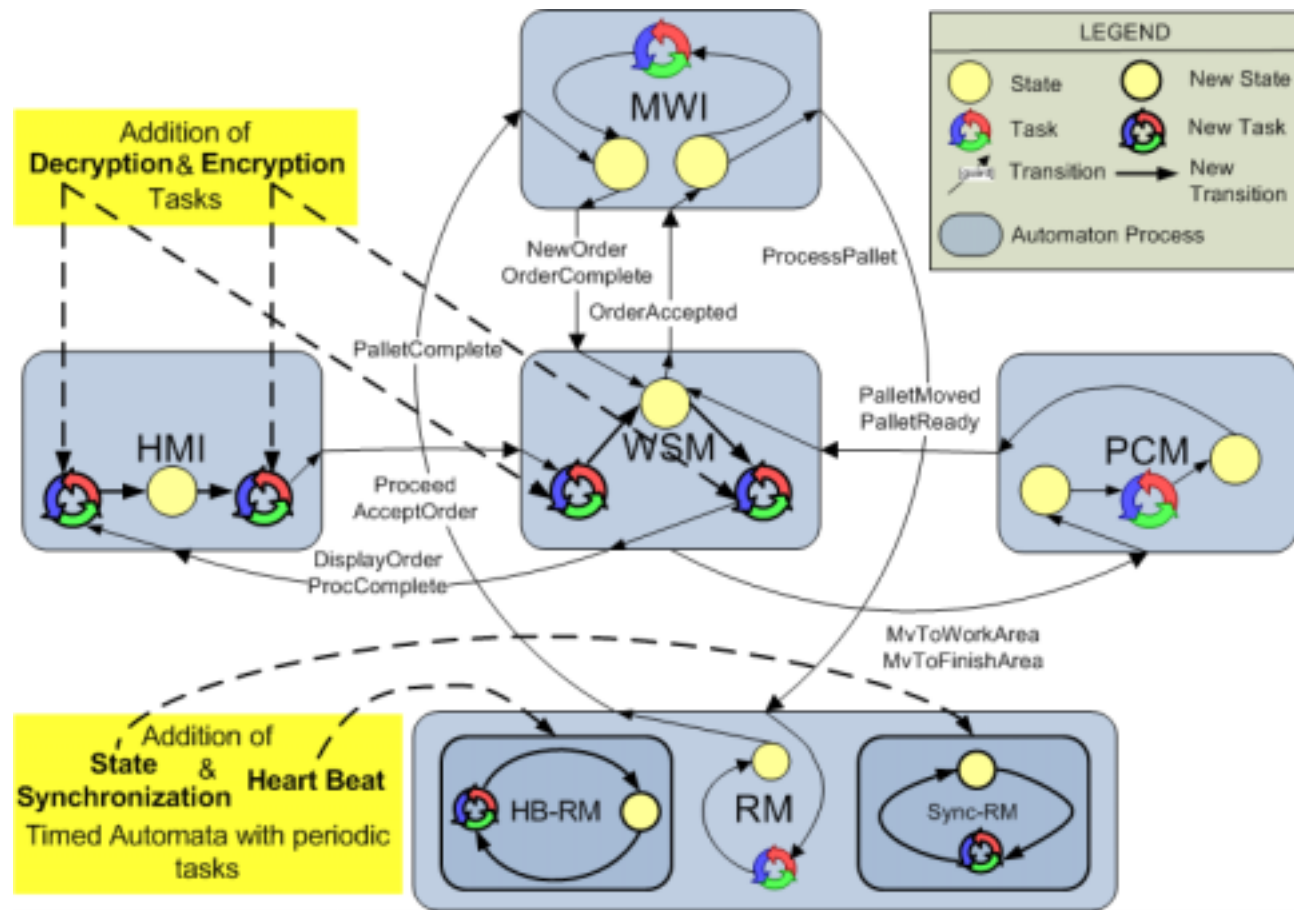 LEGEND
State
New State
Task
New Task
[guard]
Transition
New
Transition
Automaton Process
MWI
Addition of
Decryption & Encryption
Tasks
NewOrder
OrderComplete
OrderAccepted
ProcessPallet
PalletComplete
HMI
WSM
PCM
PalletMoved
PalletReady
Proceed
AcceptOrder
DisplayOrder
ProcComplete
MvToWorkArea
MvToFinishArea
Addition of
State & Heart Beat
Synchronization
Timed Automata with periodic
tasks
HB-RM
RM
Sync-RM